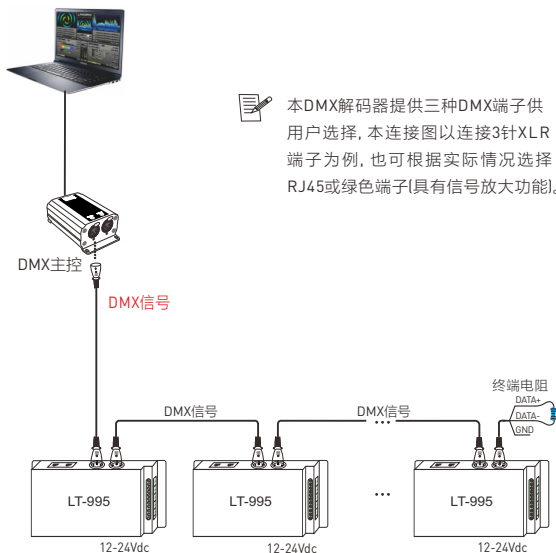 本DMX解码器提供三种DMX端子供
用户选择, 本连接图以连接3针XLR
端子为例, 也可根据实际情况选择
RJ45或绿色端子(具有信号放大功能)。
DMX主控
DMX信号
终端电阻
DATA+
DATA-
GND
DMX信号
DMX信号
...
LT-995
LT-995
...
LT-995
12-24Vdc
12-24Vdc
12-24Vdc